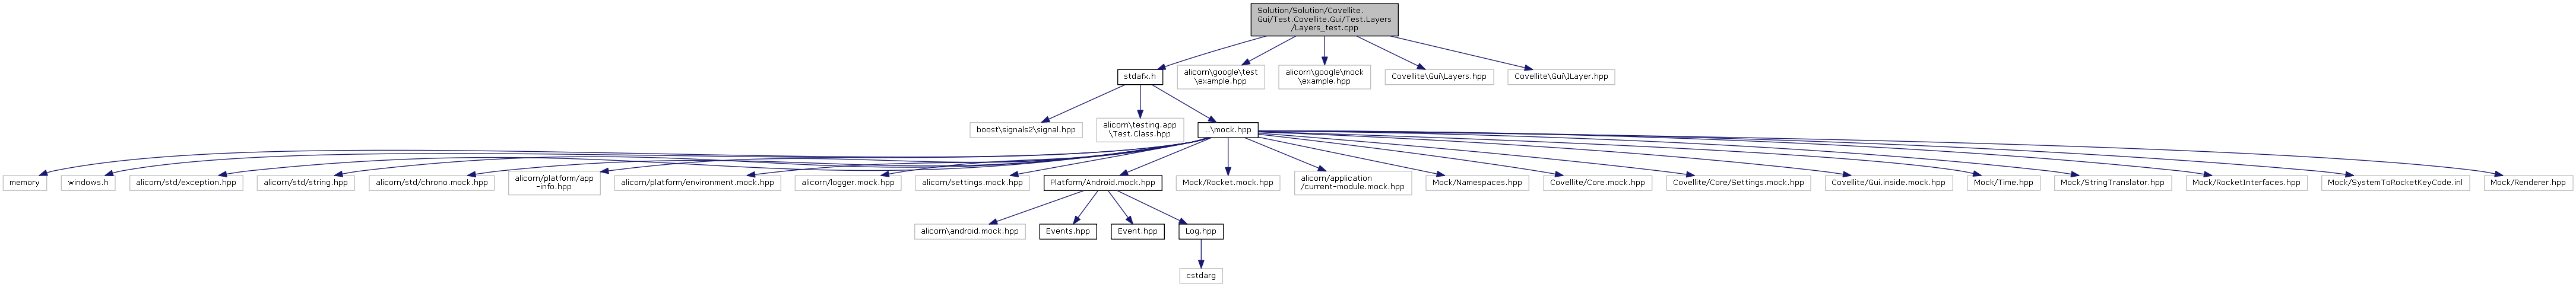 Solution/Solution/Covellite.
Gui/Test.Covellite.Gui/Test.Layers
/Layers_test.cpp
stdafx.h
alicorn\google\test
\example.hpp
alicorn\google\mock
\example.hpp
Covellite\Gui\Layers.hpp
Covellite\Gui\ILayer.hpp
boost\signals2\signal.hpp
alicorn\testing.app
\Test.Class.hpp
..\mock.hpp
memory
windows.h
alicorn/std/exception.hpp
alicorn/std/string.hpp
alicorn/std/chrono.mock.hpp
alicorn/platform/app
-info.hpp
alicorn/platform/environment.mock.hpp
alicorn/logger.mock.hpp
alicorn/settings.mock.hpp
Platform/Android.mock.hpp
Mock/Rocket.mock.hpp
alicorn/application
/current-module.mock.hpp
Mock/Namespaces.hpp
Covellite/Core.mock.hpp
Covellite/Core/Settings.mock.hpp
Covellite/Gui.inside.mock.hpp
Mock/Time.hpp
Mock/StringTranslator.hpp
Mock/RocketInterfaces.hpp
Mock/SystemToRocketKeyCode.inl
Mock/Renderer.hpp
alicorn\android.mock.hpp
Events.hpp
Event.hpp
Log.hpp
cstdarg